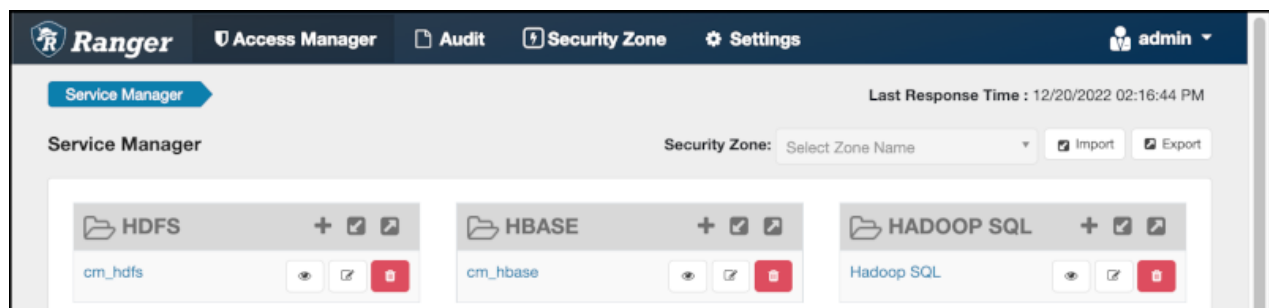 Ranger Access Manager Audit Security Zone Settings admin
Service Manager Last Response Time : 12/20/2022 02:16:44 PM
Service Manager Security Zone: Select Zone Name Import Export
HDFS HBASE HADOOP SQL
cm_hdfs cm_hbase Hadoop SQL